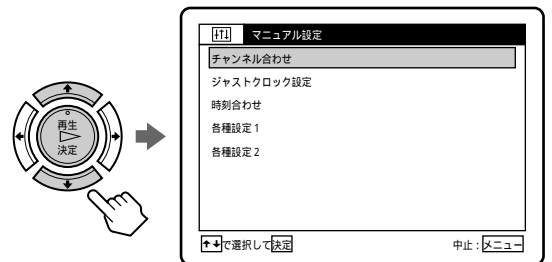 再生
決定
マニュアル設定
チャンネル合わせ
ジャストクロック設定
時刻合わせ
各種設定1
各種設定2
↑↓で選択して決定
中止:メニュー